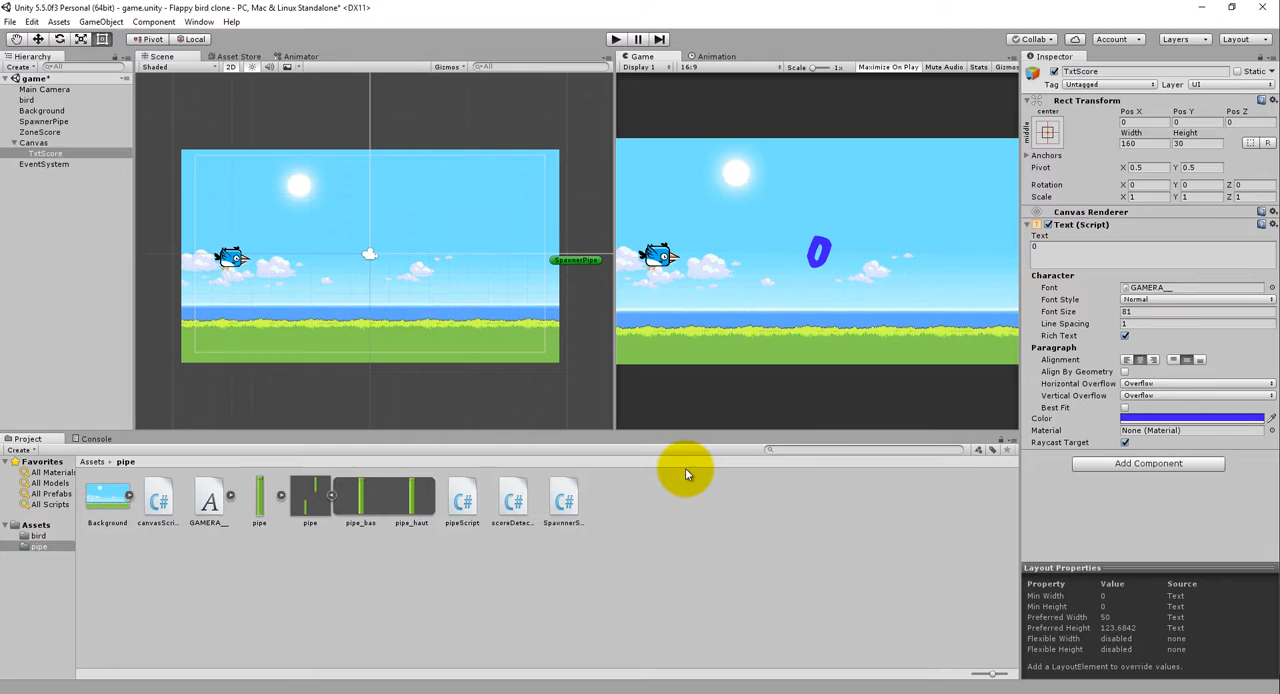 Unity 5.5.0f3 Personal (64bit) - game.unity - Flappy bird clone - PC, Mac & Linux Standalone* <DX11>
File Edit Assets GameObject Component Window Help
Pivot Local Collab Account Layers Layout
Hierarchy Scene Asset Store Animator Game Animation Inspector
Create All Shaded 2D Gizmos All Display 1 16:9 Scale 1x Maximize On Play Mute Audio Stats Gizmos
TxtScore Static
Tag Untagged Layer UI
game*
Main Camera
bird
Background
SpawnerPipe
ZoneScore
Canvas
TxtScore
EventSystem
SpawnerPipe
0
Rect Transform
center Pos X Pos Y Pos Z
middle 0 0 0
Width Height
160 30 R
Anchors
Pivot X 0.5 Y 0.5
Rotation X 0 Y 0 Z 0
Scale X 1 Y 1 Z 1
Canvas Renderer
Text (Script)
Text
0
Character
Font GAMERA__
Font Style Normal
Font Size 81
Line Spacing 1
Rich Text
Paragraph
Alignment
Align By Geometry
Horizontal Overflow Overflow
Vertical Overflow Overflow
Best Fit
Color
Material None (Material)
Raycast Target
Add Component
Project Console
Create
Favorites
All Materials
All Models
All Prefabs
All Scripts
Assets
bird
pipe
Assets pipe
Background canvasScri... GAMERA__ pipe pipe pipe_bas pipe_haut pipeScript scoreDetec... SpavnnerS...
Layout Properties
Property Value Source
Min Width 0 Text
Min Height 0 Text
Preferred Width 50 Text
Preferred Height 123.6842 Text
Flexible Width disabled none
Flexible Height disabled none
Add a LayoutElement to override values.